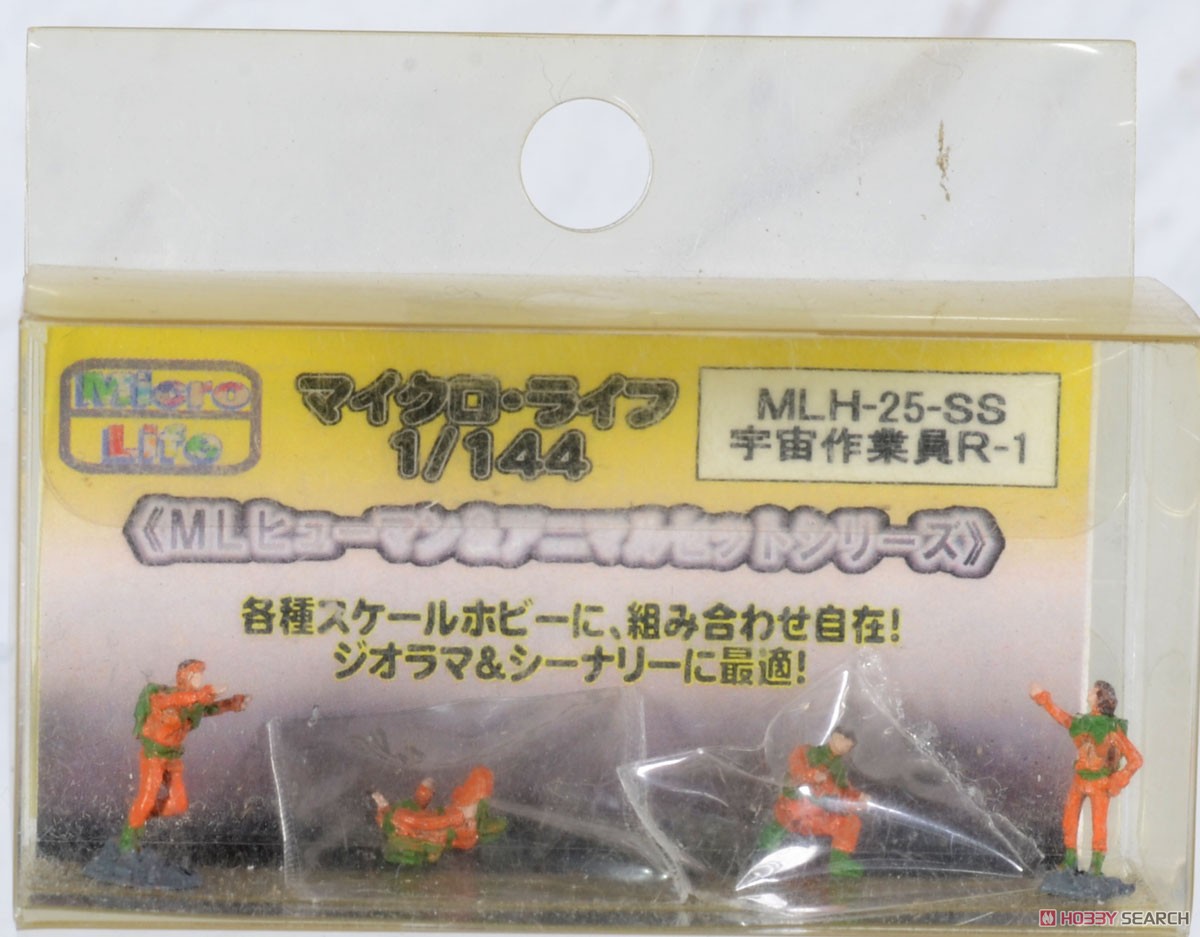 Micro
Life
マイクロ・ライフ
1/144
MLH-25-SS
宇宙作業員R-1
《MLヒューマン&アニマルセットシリーズ》
各種スケールホビーに、組み合わせ自在!
ジオラマ&シーナリーに最適!
HOBBY SEARCH